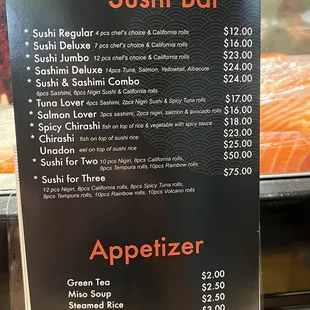 Sushi Bar
* Sushi Regular 4 pcs chef's choice & California rolls $12.00
* Sushi Deluxe 7 pcs chef's choice & California rolls $16.00
* Sushi Jumbo 12 pcs chef's choice & California rolls $23.00
* Sashimi Deluxe 14pcs Tuna, Salmon, Yellowtail, Albacore $24.00
* Sushi & Sashimi Combo $24.00
6pcs Sashimi, 5pcs Nigiri Sushi & California rolls
* Tuna Lover 4pcs Sashimi, 2pcs Nigiri Sushi & Spicy Tuna rolls $17.00
* Salmon Lover 3pcs sashimi, 2pcs nigiri, salmon & avocado rolls $16.00
* Spicy Chirashi fish on top of rice & vegetable with spicy sauce $18.00
* Chirashi fish on top of sushi rice $23.00
Unadon eel on top of sushi rice $25.00
* Sushi for Two 10 pcs Nigiri, 8pcs California rolls, $50.00
8pcs Tempura rolls, 10pcs Rainbow rolls
* Sushi for Three $75.00
12 pcs Nigiri, 8pcs California rolls, 8pcs Spicy Tuna rolls,
8pcs Tempura rolls, 10pcs Rainbow rolls, 10pcs Volcano rolls
Appetizer
Green Tea $2.00
Miso Soup $2.50
Steamed Rice $2.50
$3.00